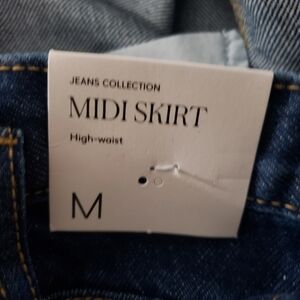 JEANS COLLECTION
MIDI SKIRT
High-waist
M